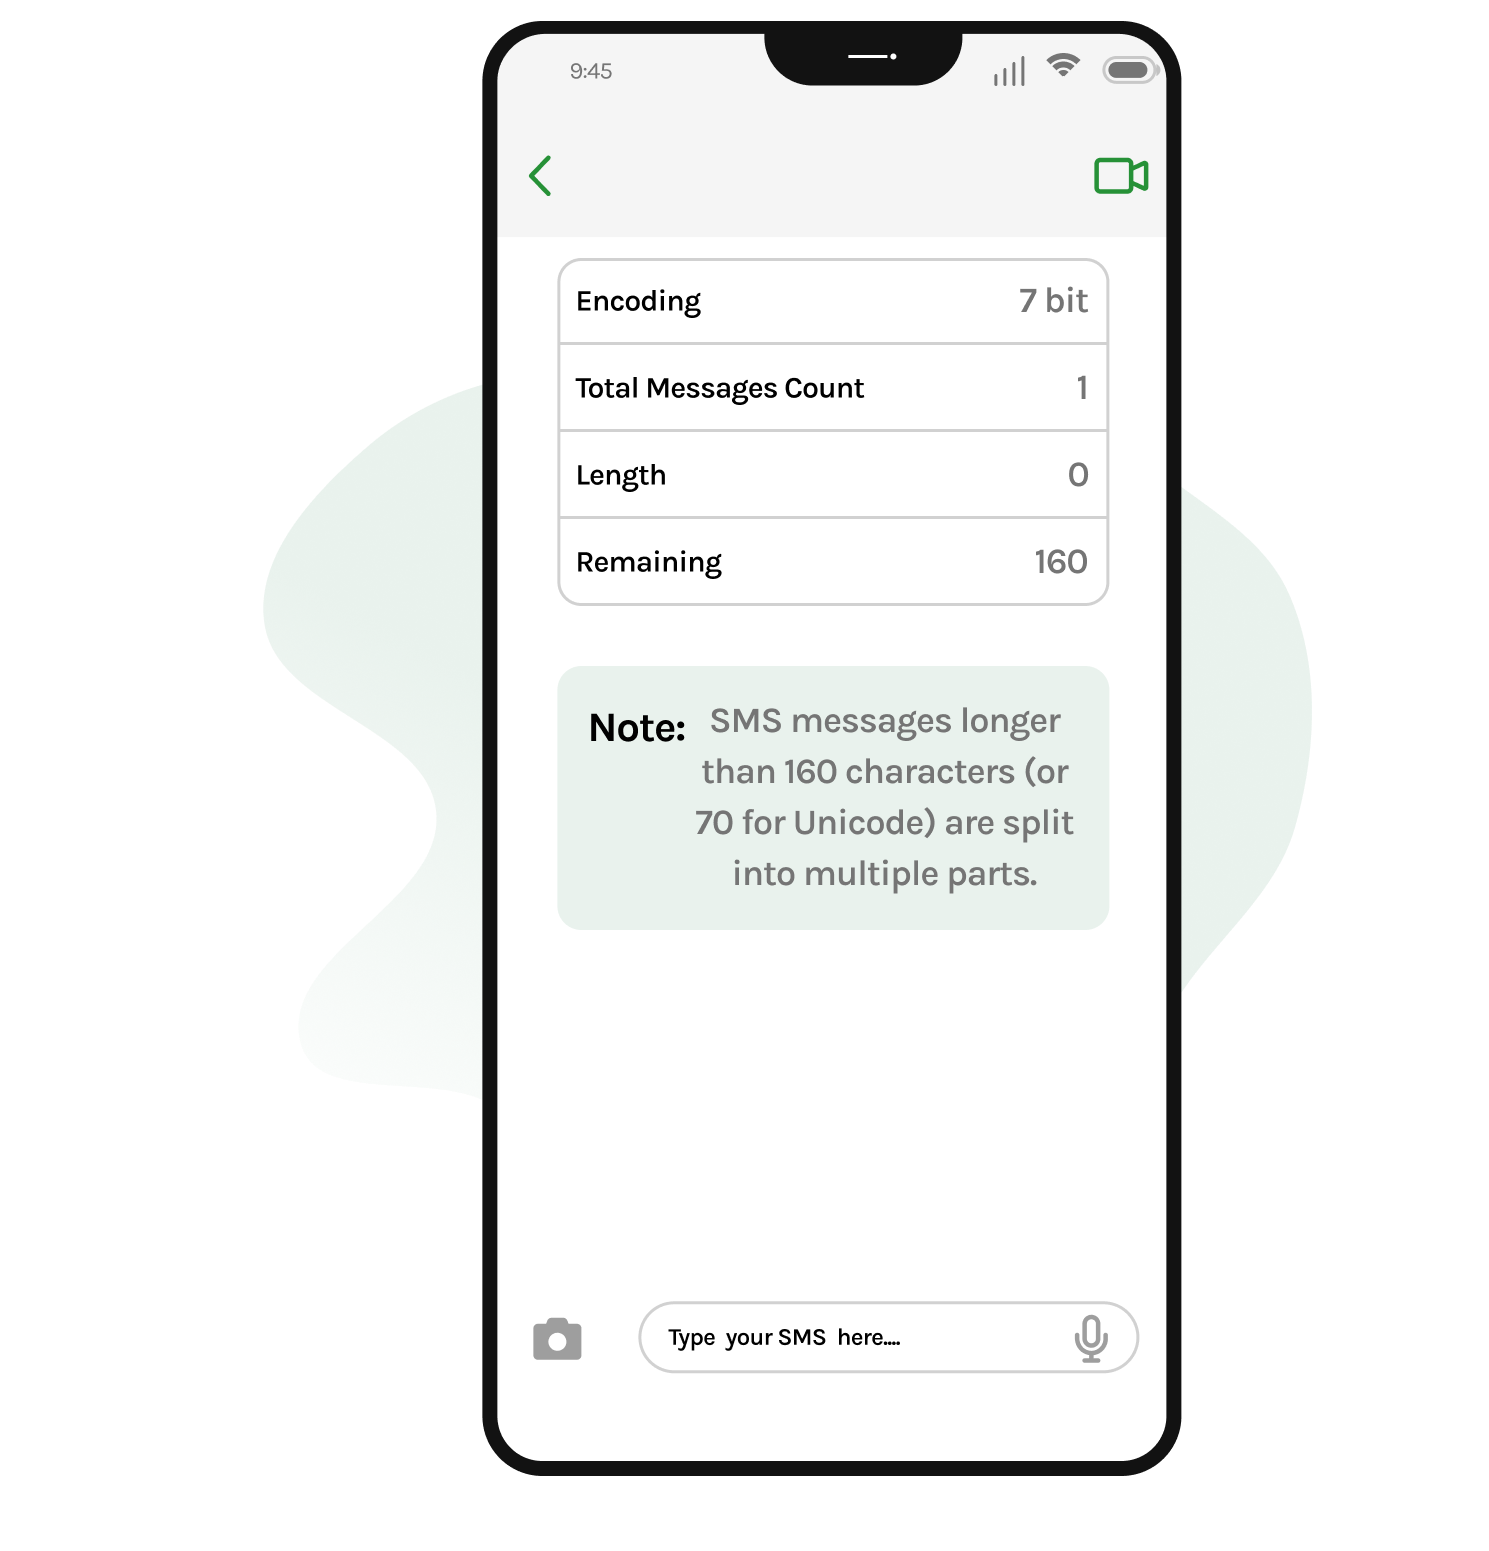 9:45
Encoding 7 bit
Total Messages Count 1
Length 0
Remaining 160
Note: SMS messages longer
than 160 characters (or
70 for Unicode) are split
into multiple parts.
Type your SMS here....